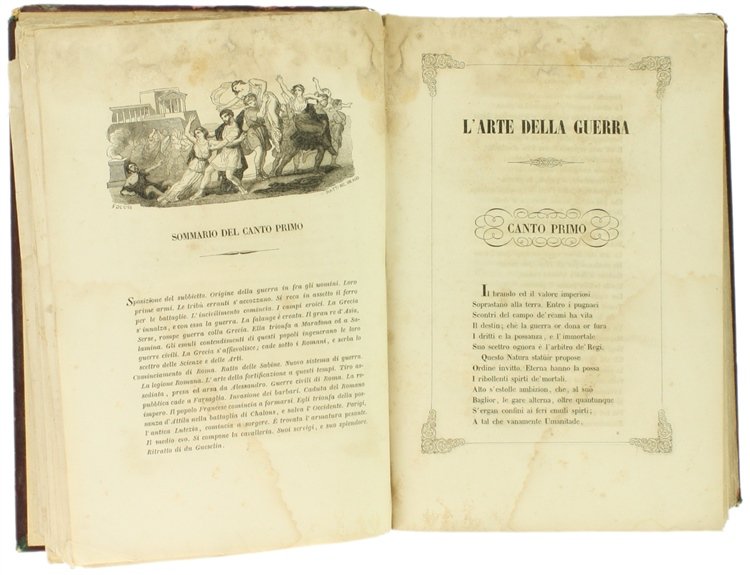 SOMMARIO DEL CANTO PRIMO
Sposizione del subbietto. Origine della guerra in fra gli uomini. Loro
prime armi. Le tribù erranti s'accozzano. Si reca in assetto il ferro
per le battaglie. L'incivilimento comincia. I campi eroici. La Grecia
s'innalza, e con essa la guerra. La falange è creata. Il gran re d'Asia,
Serse, rompe guerra colla Grecia. Ella trionfa a Maratona ed a Sa-
lamina. Gli emuli contendimenti di questi popoli ingenerano le loro
guerre civili. La Grecia s'affievolisce, cade sotto i Romani, e serba lo
scettro delle Scienze e delle Arti.
Cominciamento di Roma. Ratto delle Sabine. Nuovo sistema di guerra.
La legione Romana. L'arte della fortificazione a questi tempi. Tiro as-
sediata, presa ed arsa da Alessandro. Guerre civili di Roma. La re-
pubblica cade a Farsaglia. Invasione dei barbari. Caduta del Romano
impero. Il popolo Francese comincia a formarsi. Egli trionfa della pos-
sanza d'Attila nella battaglia di Chalons, e salva l'Occidente. Parigi,
l'antica Lutezia, comincia a sorgere. È trovata l'armatura pesante.
Il medio evo. Si compone la cavalleria. Suoi servigi, e suo splendore.
Ritratto di du Guesclin.
L'ARTE DELLA GUERRA
CANTO PRIMO
Il brando ed il valore imperiosi
Soprastano alla terra. Entro i pugnaci
Scontri del campo de'reami ha vita
Il destin; chè la guerra or dona or fura
I dritti e la possanza, e l'immortale
Suo scettro ognora è l'arbitro de' Regi.
Questo Natura statuir propose
Ordine invitto. Eterna hanno la possa
I ribollenti spirti de'mortali.
Alto s'estolle ambizion, che, al suo
Baglior, le gare alterna, oltre quantunque
S'ergan confini ai feri emuli spirti;
A tal che vanamente Umanitade,